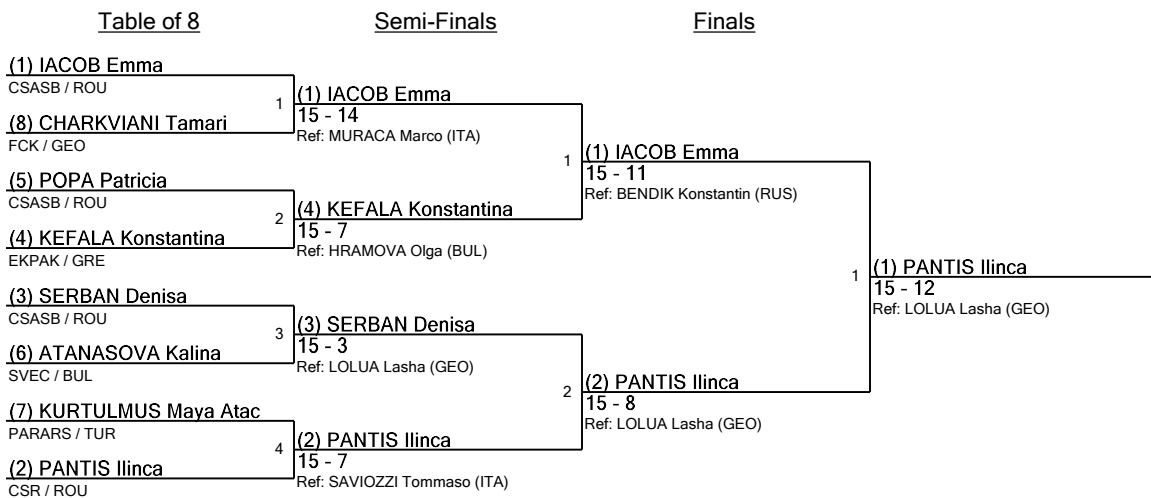 Table of 8
Semi-Finals
Finals
(1) IACOB Emma
CSASB / ROU
(8) CHARKVIANI Tamari
FCK / GEO
(5) POPA Patricia
CSASB / ROU
(4) KEFALA Konstantina
EKPAK / GRE
(3) SERBAN Denisa
CSASB / ROU
(6) ATANASOVA Kalina
SVEC / BUL
(7) KURTULMUS Maya Atac
PARARS / TUR
(2) PANTIS Ilinca
CSR / ROU
1
(1) IACOB Emma
15 - 14
Ref: MURACA Marco (ITA)
2
(4) KEFALA Konstantina
15 - 7
Ref: HRAMOVA Olga (BUL)
3
(3) SERBAN Denisa
15 - 3
Ref: LOLUA Lasha (GEO)
4
(2) PANTIS Ilinca
15 - 7
Ref: SAVIOZZI Tommaso (ITA)
1
(1) IACOB Emma
15 - 11
Ref: BENDIK Konstantin (RUS)
2
(2) PANTIS Ilinca
15 - 8
Ref: LOLUA Lasha (GEO)
1
(1) PANTIS Ilinca
15 - 12
Ref: LOLUA Lasha (GEO)